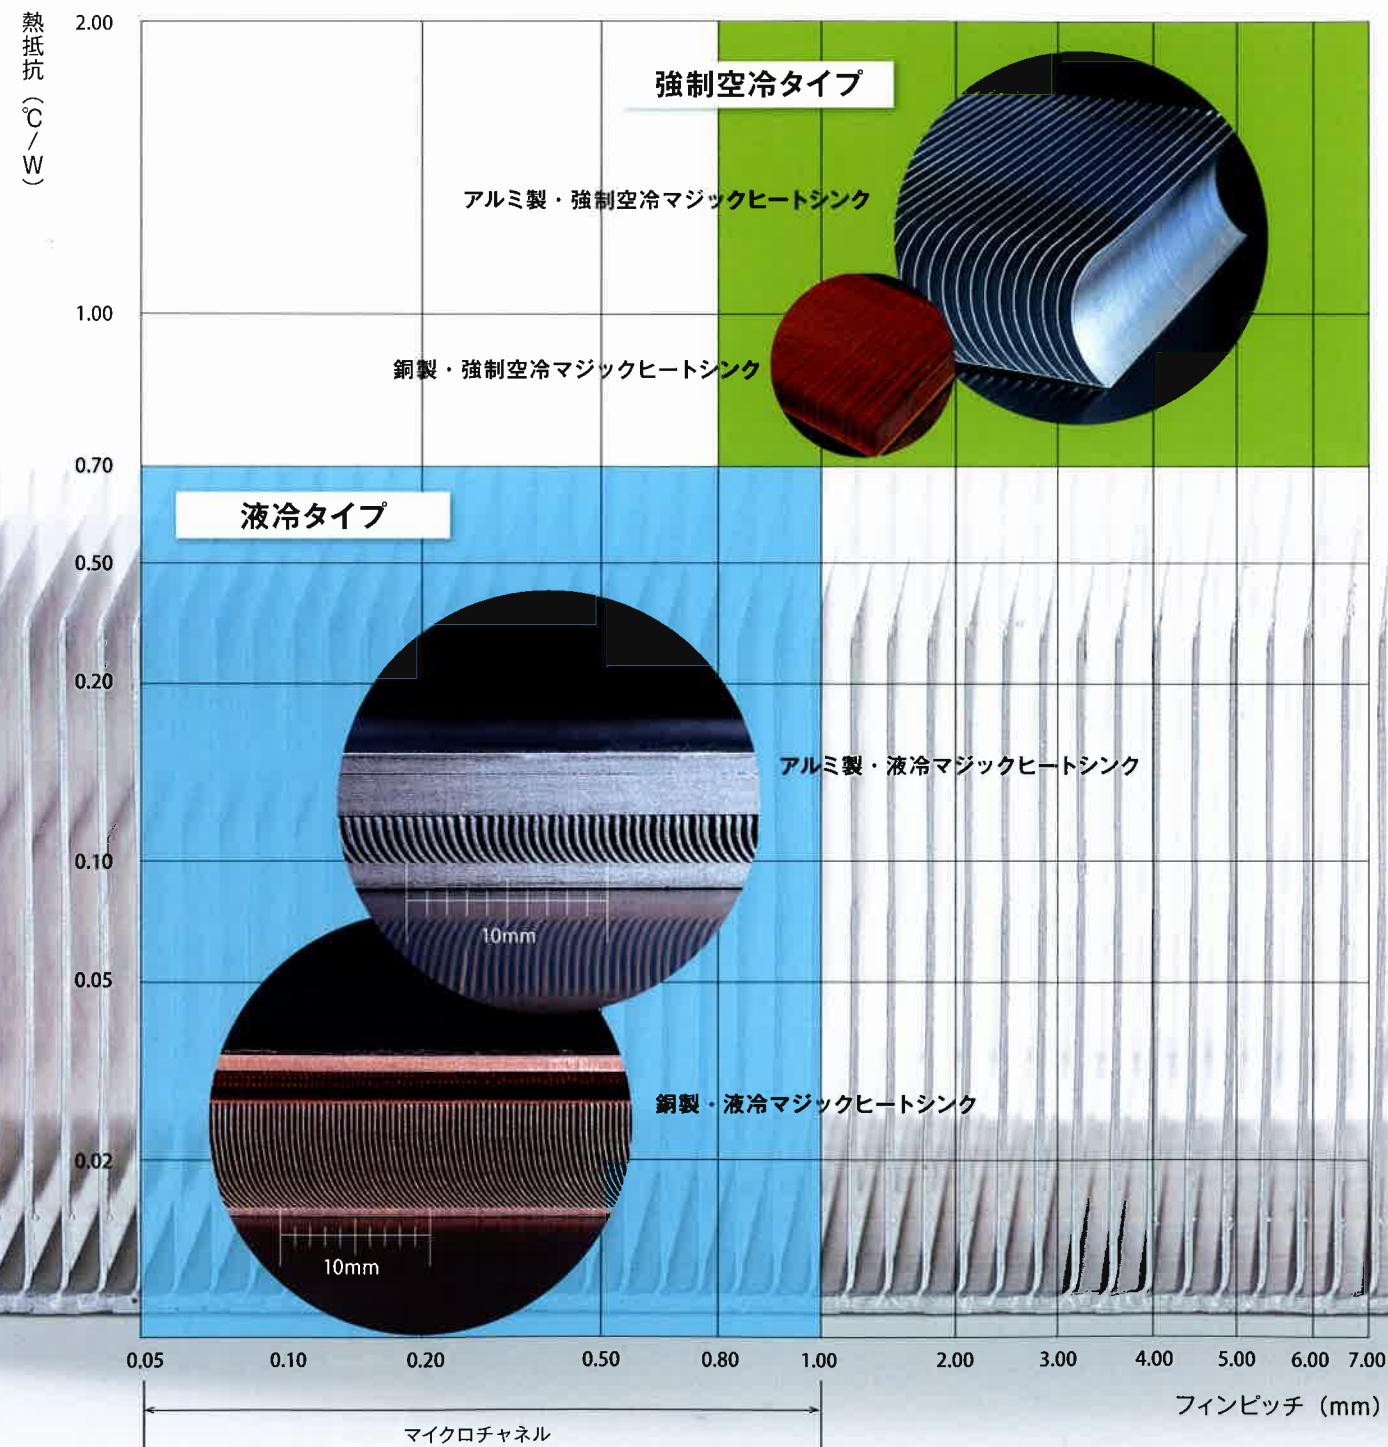 熱抵抗（℃/W）
2.00
強制空冷タイプ
アルミ製・強制空冷マジックヒートシンク
1.00
銅製・強制空冷マジックヒートシンク
0.70
液冷タイプ
0.50
0.20
アルミ製・液冷マジックヒートシンク
0.10
10mm
0.05
銅製・液冷マジックヒートシンク
0.02
10mm
0.05 0.10 0.20 0.50 0.80 1.00 2.00 3.00 4.00 5.00 6.00 7.00
フィンピッチ（mm）
マイクロチャネル